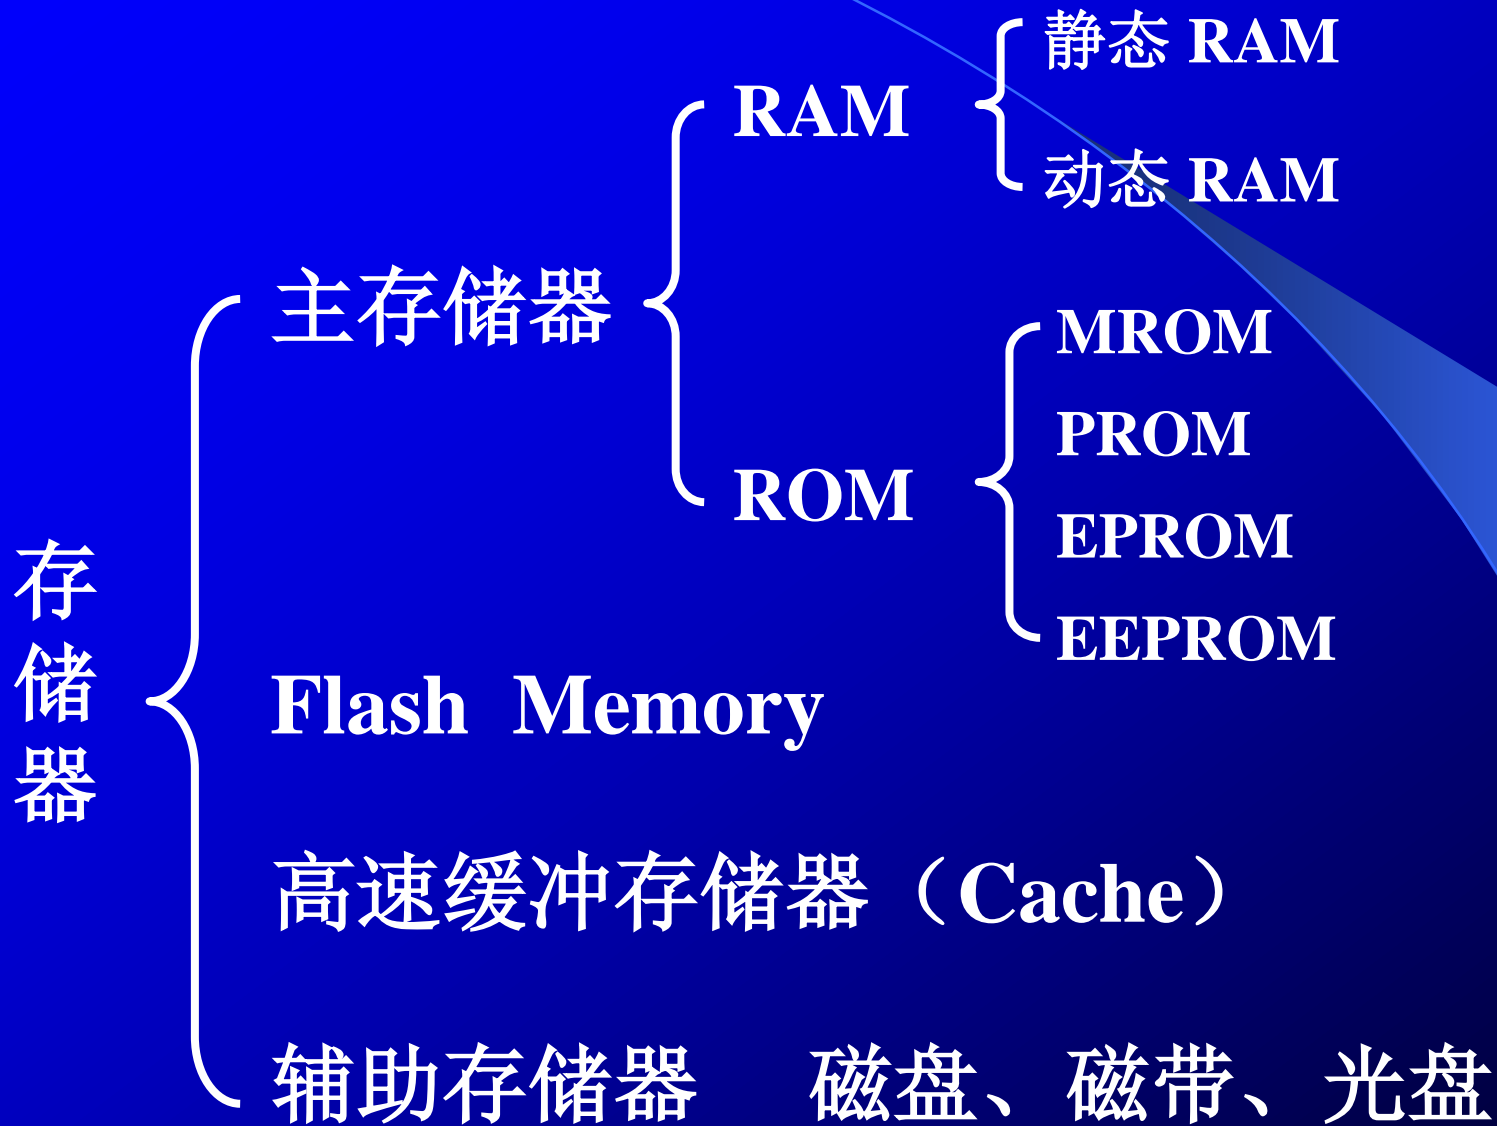 静态 RAM
RAM
动态 RAM
主存储器
MROM
PROM
ROM
EPROM
EEPROM
存储器
Flash Memory
高速缓冲存储器（Cache）
辅助存储器 磁盘、磁带、光盘